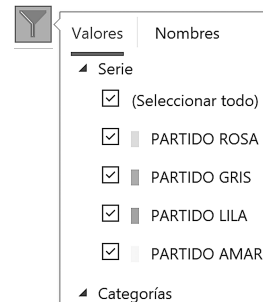 Valores Nombres
Serie
(Seleccionar todo)
PARTIDO ROSA
PARTIDO GRIS
PARTIDO LILA
PARTIDO AMAR
Categorías